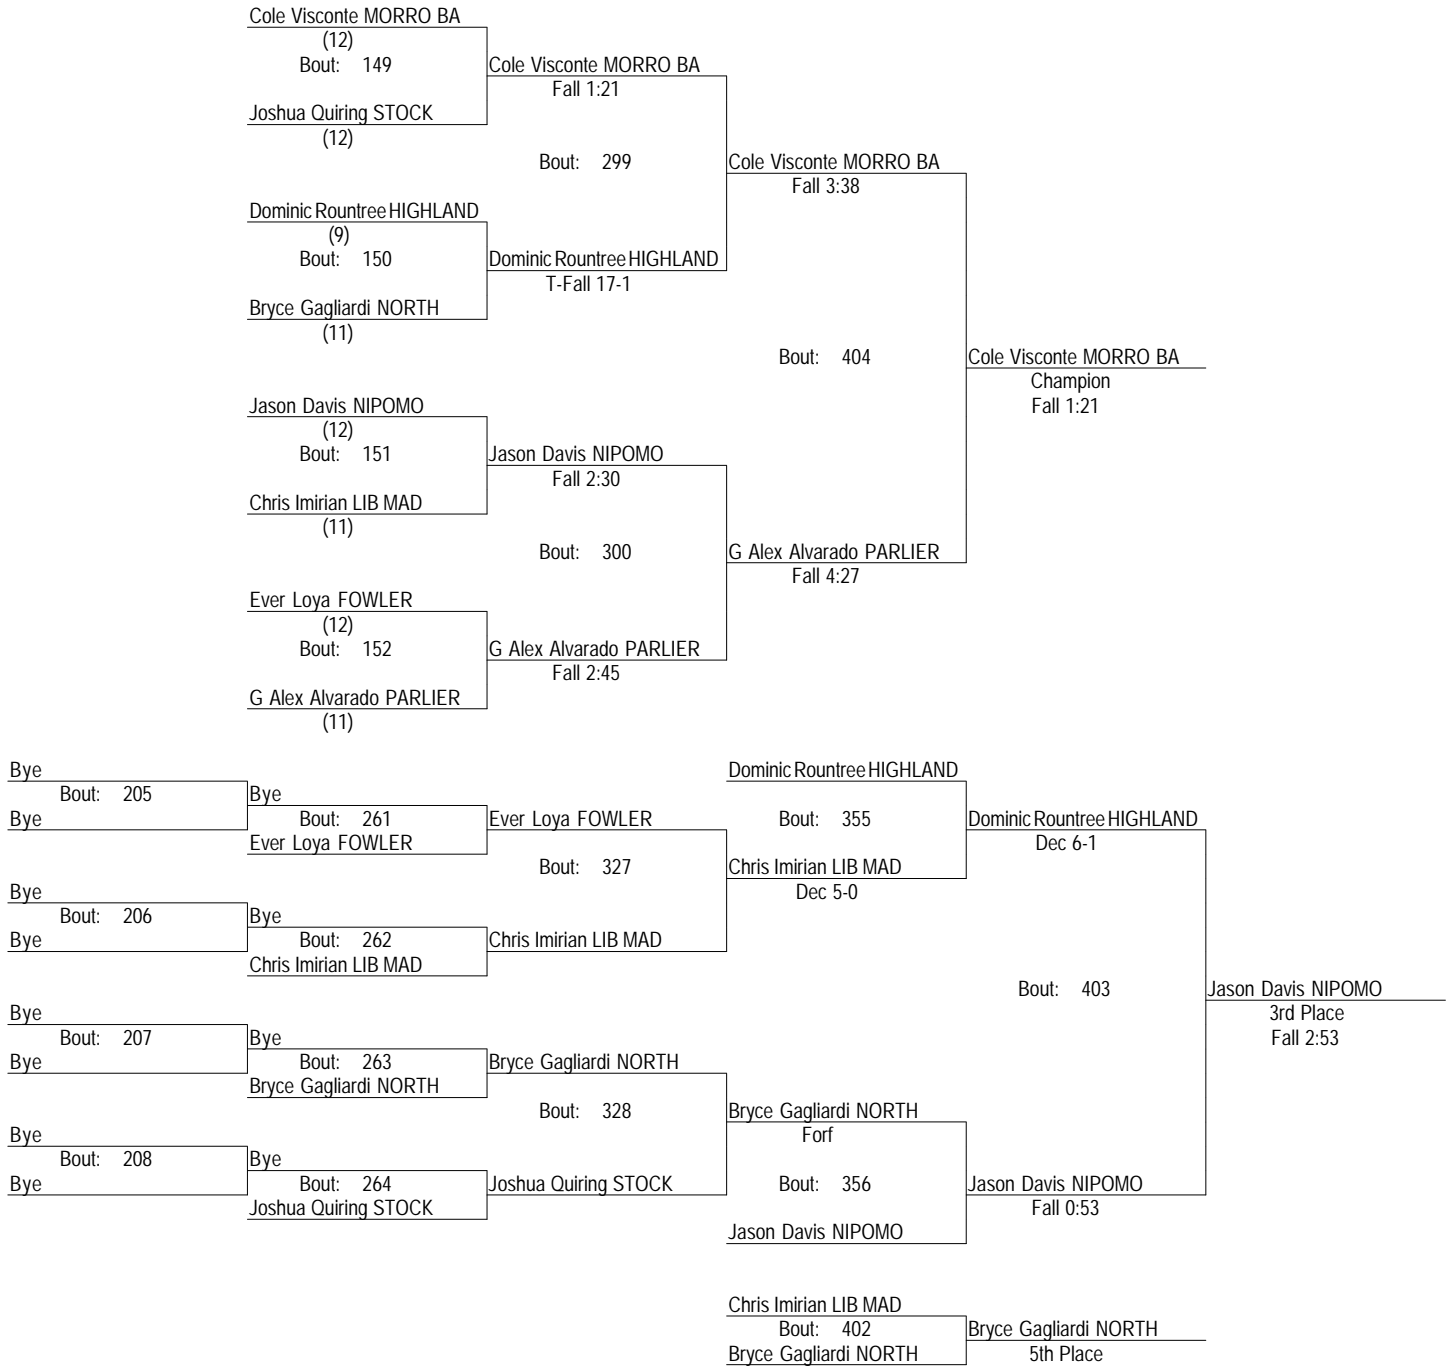 Cole Visconte MORRO BA
(12)
Bout: 149
Cole Visconte MORRO BA
Fall 1:21
Joshua Quiring STOCK
(12)
Bout: 299
Cole Visconte MORRO BA
Fall 3:38
Dominic Rountree HIGHLAND
(9)
Bout: 150
Dominic Rountree HIGHLAND
T-Fall 17-1
Bryce Gagliardi NORTH
(11)
Bout: 404
Cole Visconte MORRO BA
Champion
Fall 1:21
Jason Davis NIPOMO
(12)
Bout: 151
Jason Davis NIPOMO
Fall 2:30
Chris Imirian LIB MAD
(11)
Bout: 300
G Alex Alvarado PARLIER
Fall 4:27
Ever Loya FOWLER
(12)
Bout: 152
G Alex Alvarado PARLIER
Fall 2:45
G Alex Alvarado PARLIER
(11)
Bye
Bout: 205
Bye
Bye
Bout: 261
Ever Loya FOWLER
Ever Loya FOWLER
Bout: 327
Bye
Bout: 206
Bye
Bye
Bout: 262
Chris Imirian LIB MAD
Chris Imirian LIB MAD
Dominic Rountree HIGHLAND
Bout: 355
Chris Imirian LIB MAD
Dec 5-0
Dominic Rountree HIGHLAND
Dec 6-1
Bout: 403
Jason Davis NIPOMO
3rd Place
Fall 2:53
Bye
Bout: 207
Bye
Bye
Bout: 263
Bryce Gagliardi NORTH
Bryce Gagliardi NORTH
Bout: 328
Bye
Bout: 208
Bye
Bye
Bout: 264
Joshua Quiring STOCK
Joshua Quiring STOCK
Bryce Gagliardi NORTH
Forf
Bout: 356
Jason Davis NIPOMO
Jason Davis NIPOMO
Fall 0:53
Chris Imirian LIB MAD
Bout: 402
Bryce Gagliardi NORTH
Bryce Gagliardi NORTH
5th Place